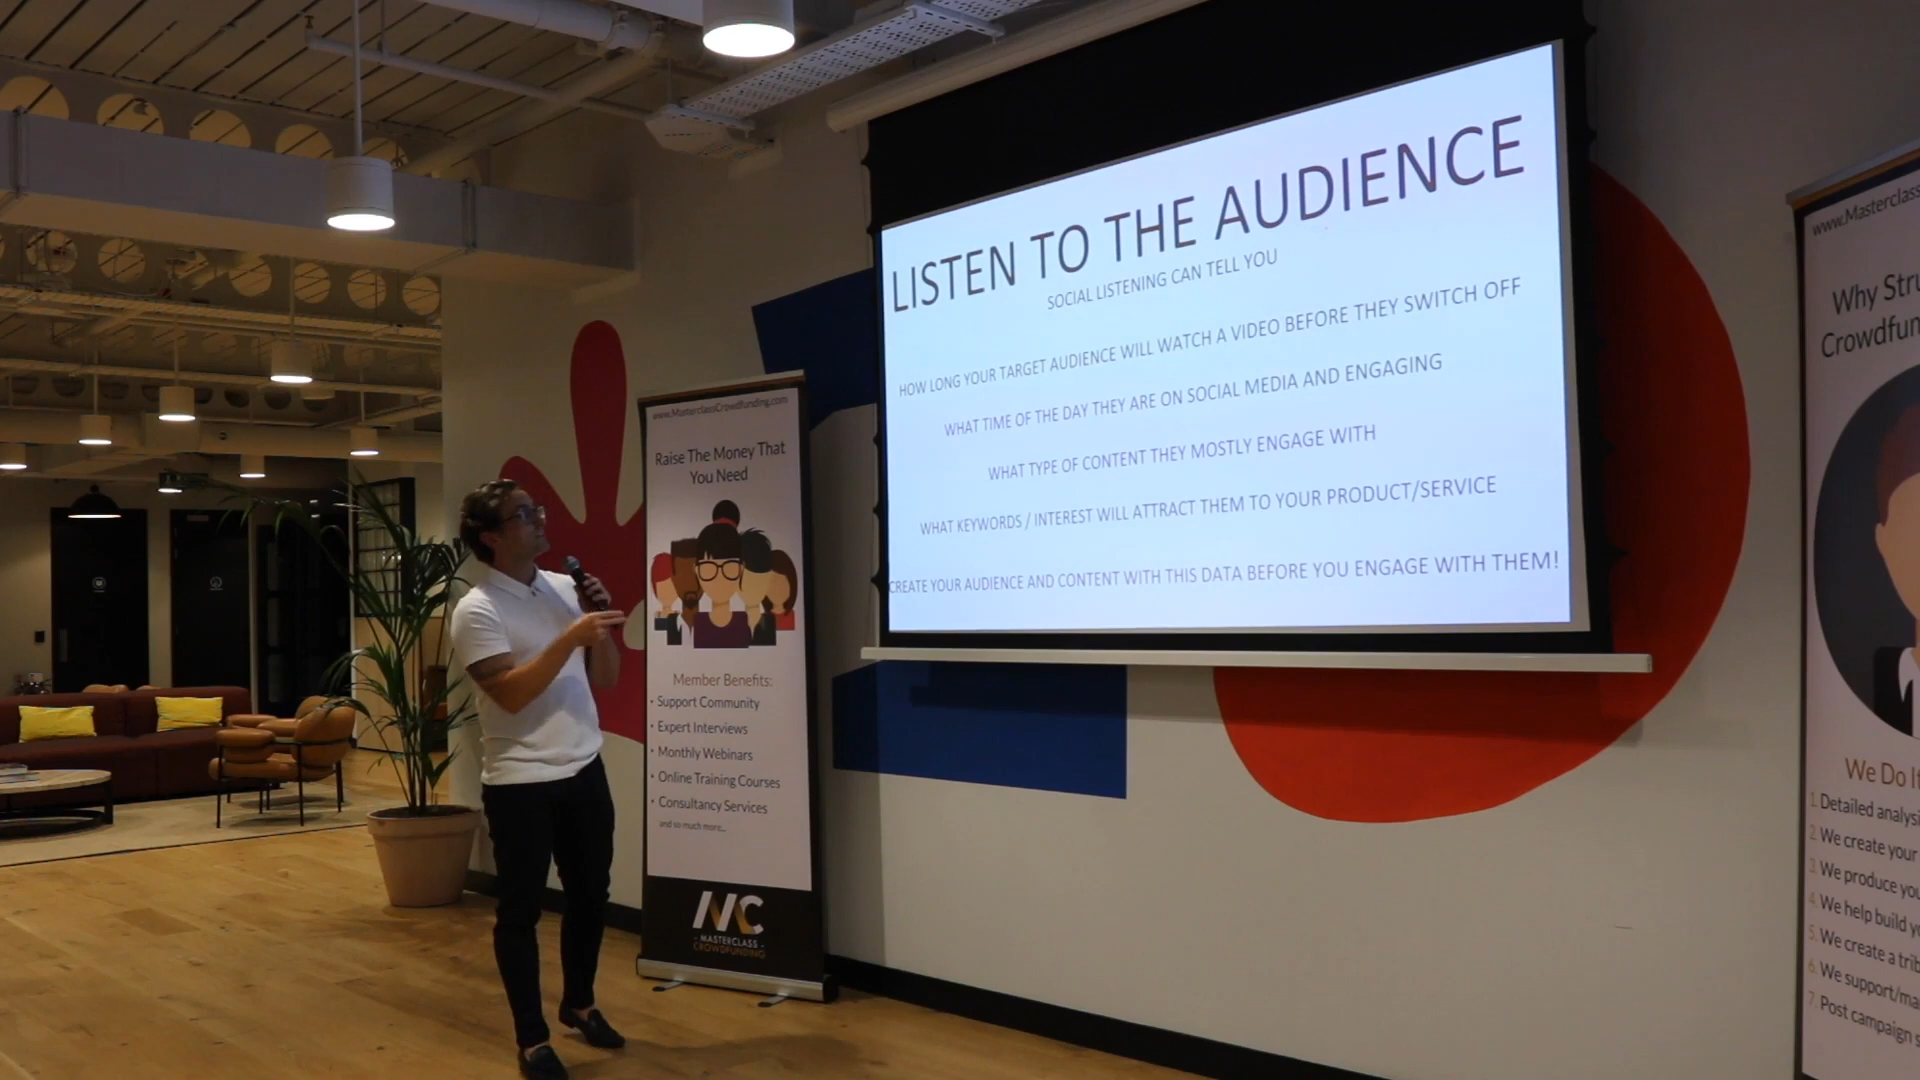 LISTEN TO THE AUDIENCE
SOCIAL LISTENING CAN TELL YOU
HOW LONG YOUR TARGET AUDIENCE WILL WATCH A VIDEO BEFORE THEY SWITCH OFF
WHAT TIME OF THE DAY THEY ARE ON SOCIAL MEDIA AND ENGAGING
WHAT TYPE OF CONTENT THEY MOSTLY ENGAGE WITH
WHAT KEYWORDS / INTEREST WILL ATTRACT THEM TO YOUR PRODUCT/SERVICE
CREATE YOUR AUDIENCE AND CONTENT WITH THIS DATA BEFORE YOU ENGAGE WITH THEM!
www.MasterclassCrowdfunding.com
Raise The Money That
You Need
Member Benefits:
• Support Community
• Expert Interviews
• Monthly Webinars
• Online Training Courses
• Consultancy Services
and so much more...
MC
- MASTERCLASS -
CROWDFUNDING
www.Masterclass
Why Stru
Crowdfun
We Do It
1. Detailed analysi
2. We create your
3. We produce you
4. We help build y
5. We create a trib
6. We support/ma
7. Post campaign s